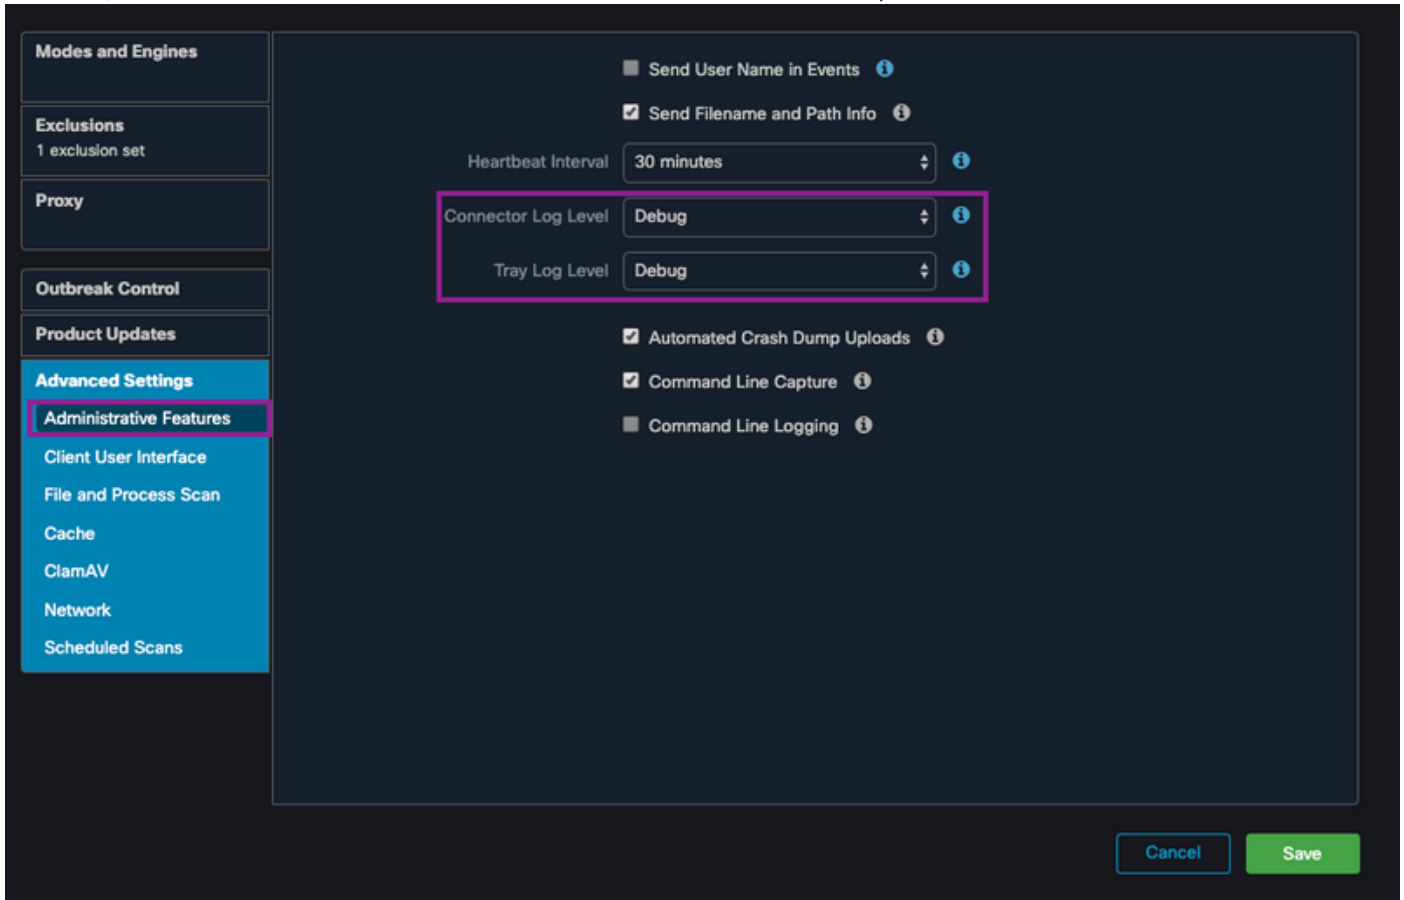 Modes and Engines
Exclusions
1 exclusion set
Proxy
Outbreak Control
Product Updates
Advanced Settings
Administrative Features
Client User Interface
File and Process Scan
Cache
ClamAV
Network
Scheduled Scans
Send User Name in Events
Send Filename and Path Info
Heartbeat Interval 30 minutes
Connector Log Level Debug
Tray Log Level Debug
Automated Crash Dump Uploads
Command Line Capture
Command Line Logging
Cancel Save